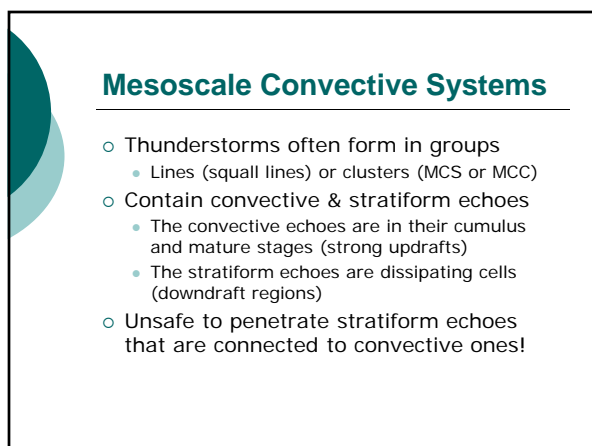 Mesoscale Convective Systems
Thunderstorms often form in groups
Lines (squall lines) or clusters (MCS or MCC)
Contain convective & stratiform echoes
The convective echoes are in their cumulus
and mature stages (strong updrafts)
The stratiform echoes are dissipating cells
(downdraft regions)
Unsafe to penetrate stratiform echoes
that are connected to convective ones!